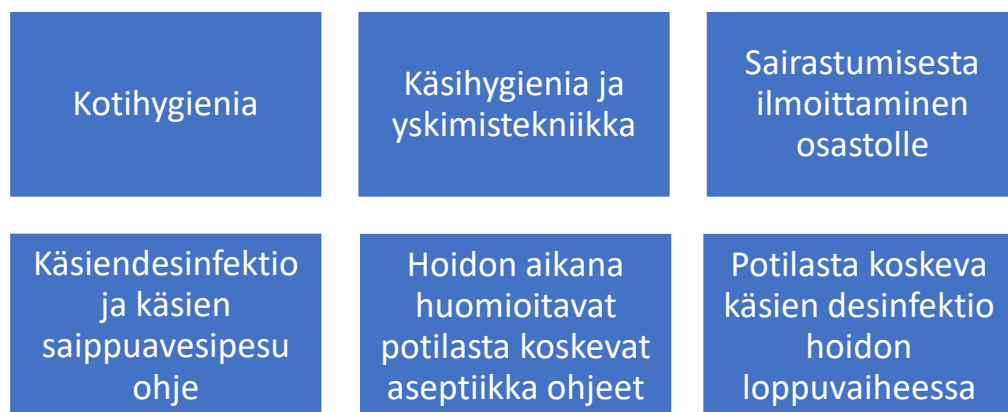 Kotihygienia
Käsihygienia ja
yskimistekniikka
Sairastumisesta
ilmoittaminen
osastolle
Käsiendesinfektio
ja käsien
saippuavesipesu
ohje
Hoidon aikana
huomioitavat
potilasta koskevat
aseptiikka ohjeet
Potilasta koskeva
käsien desinfektio
hoidon
loppuvaiheessa